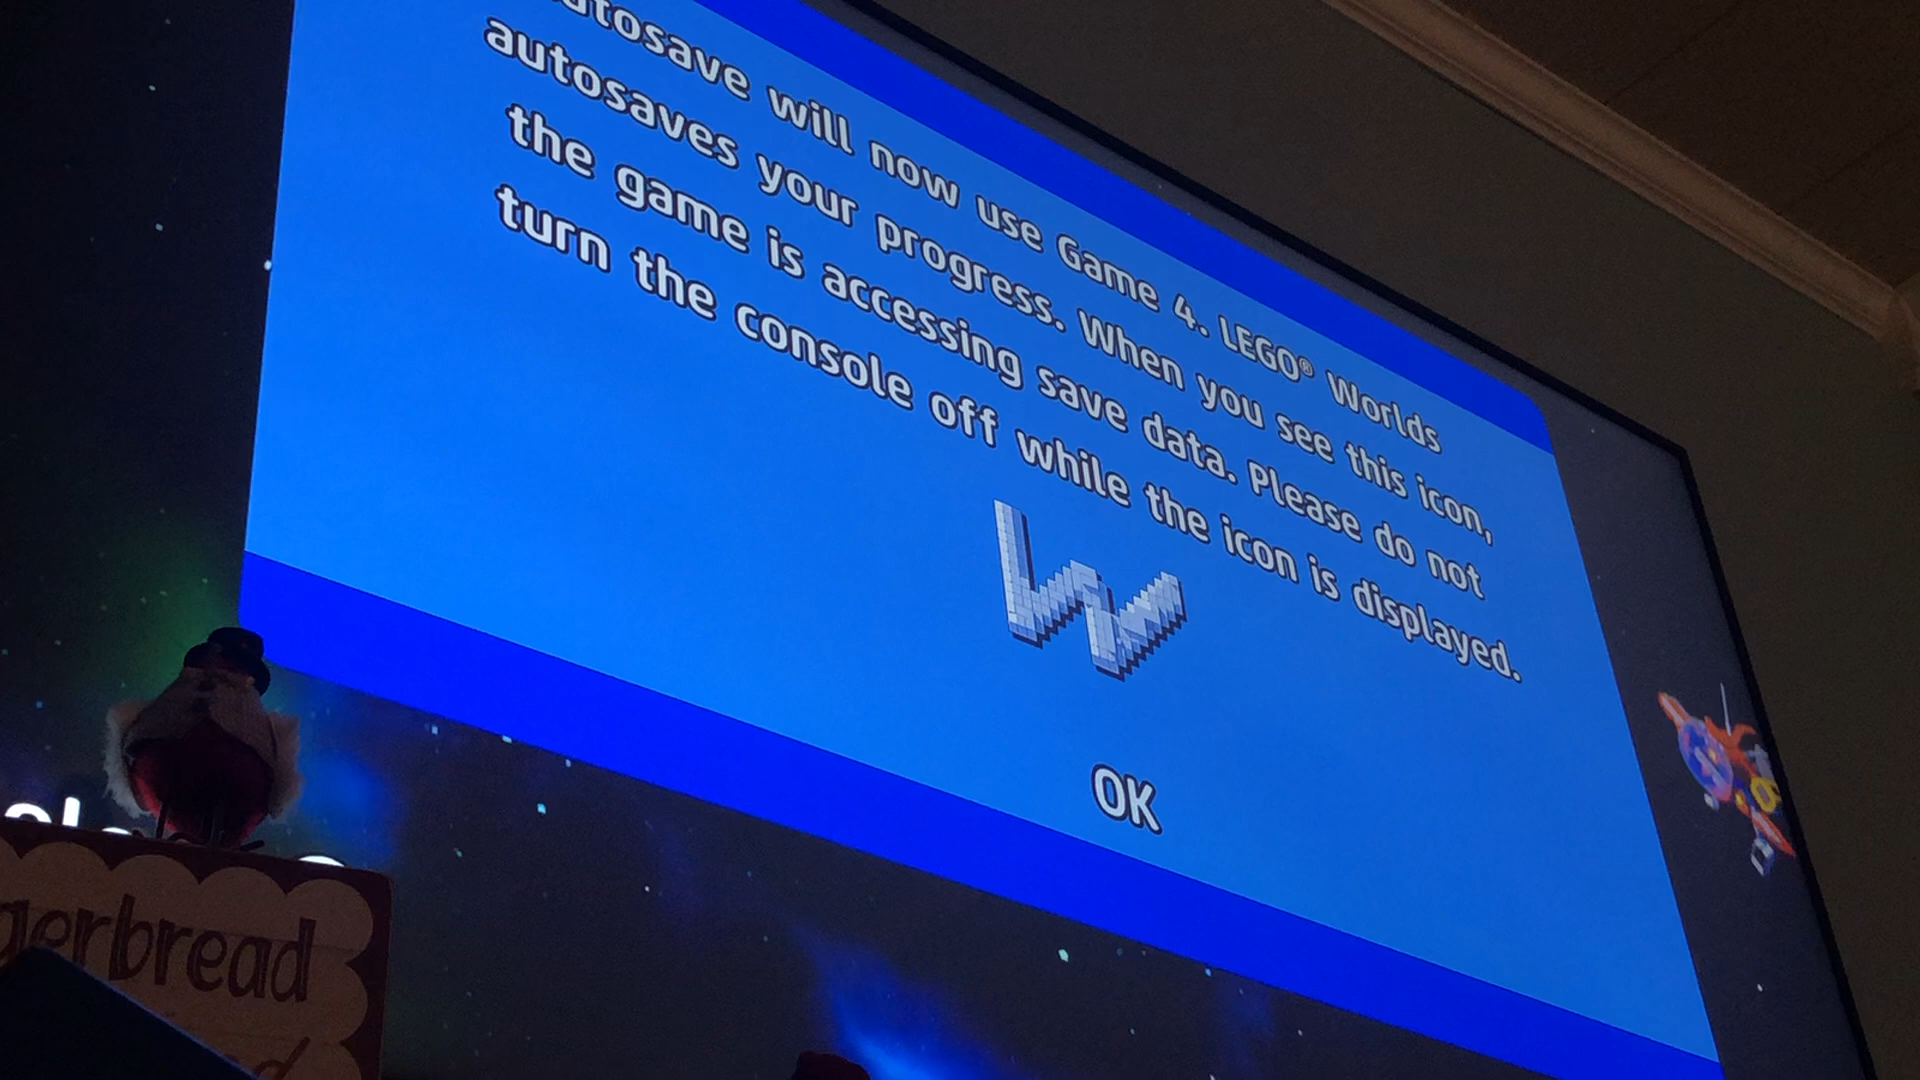 autosave will now use Game 4. LEGO® Worlds
autosaves your progress. When you see this icon,
the game is accessing save data. Please do not
turn the console off while the icon is displayed.
OK
gerbread